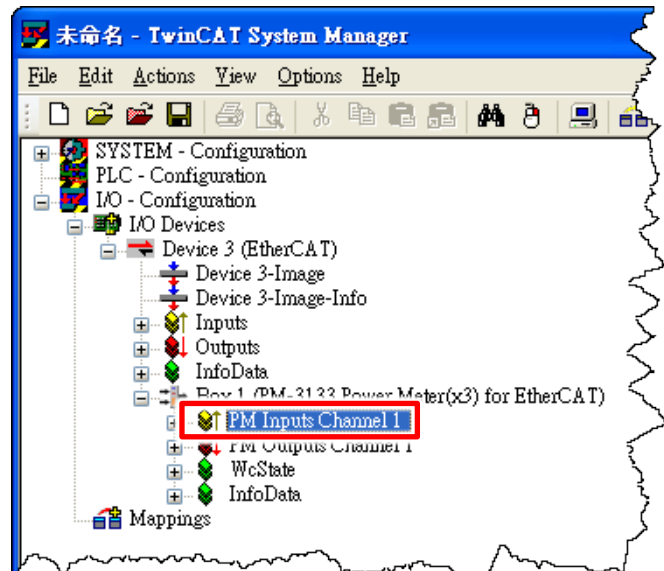 未命名 - TwinCAT System Manager
File Edit Actions View Options Help
SYSTEM - Configuration
PLC - Configuration
I/O - Configuration
I/O Devices
Device 3 (EtherCAT)
Device 3-Image
Device 3-Image-Info
Inputs
Outputs
InfoData
Box 1 (PM-3133 Power Meter(x3) for EtherCAT)
PM Inputs Channel 1
PM Outputs Channel 1
WcState
InfoData
Mappings